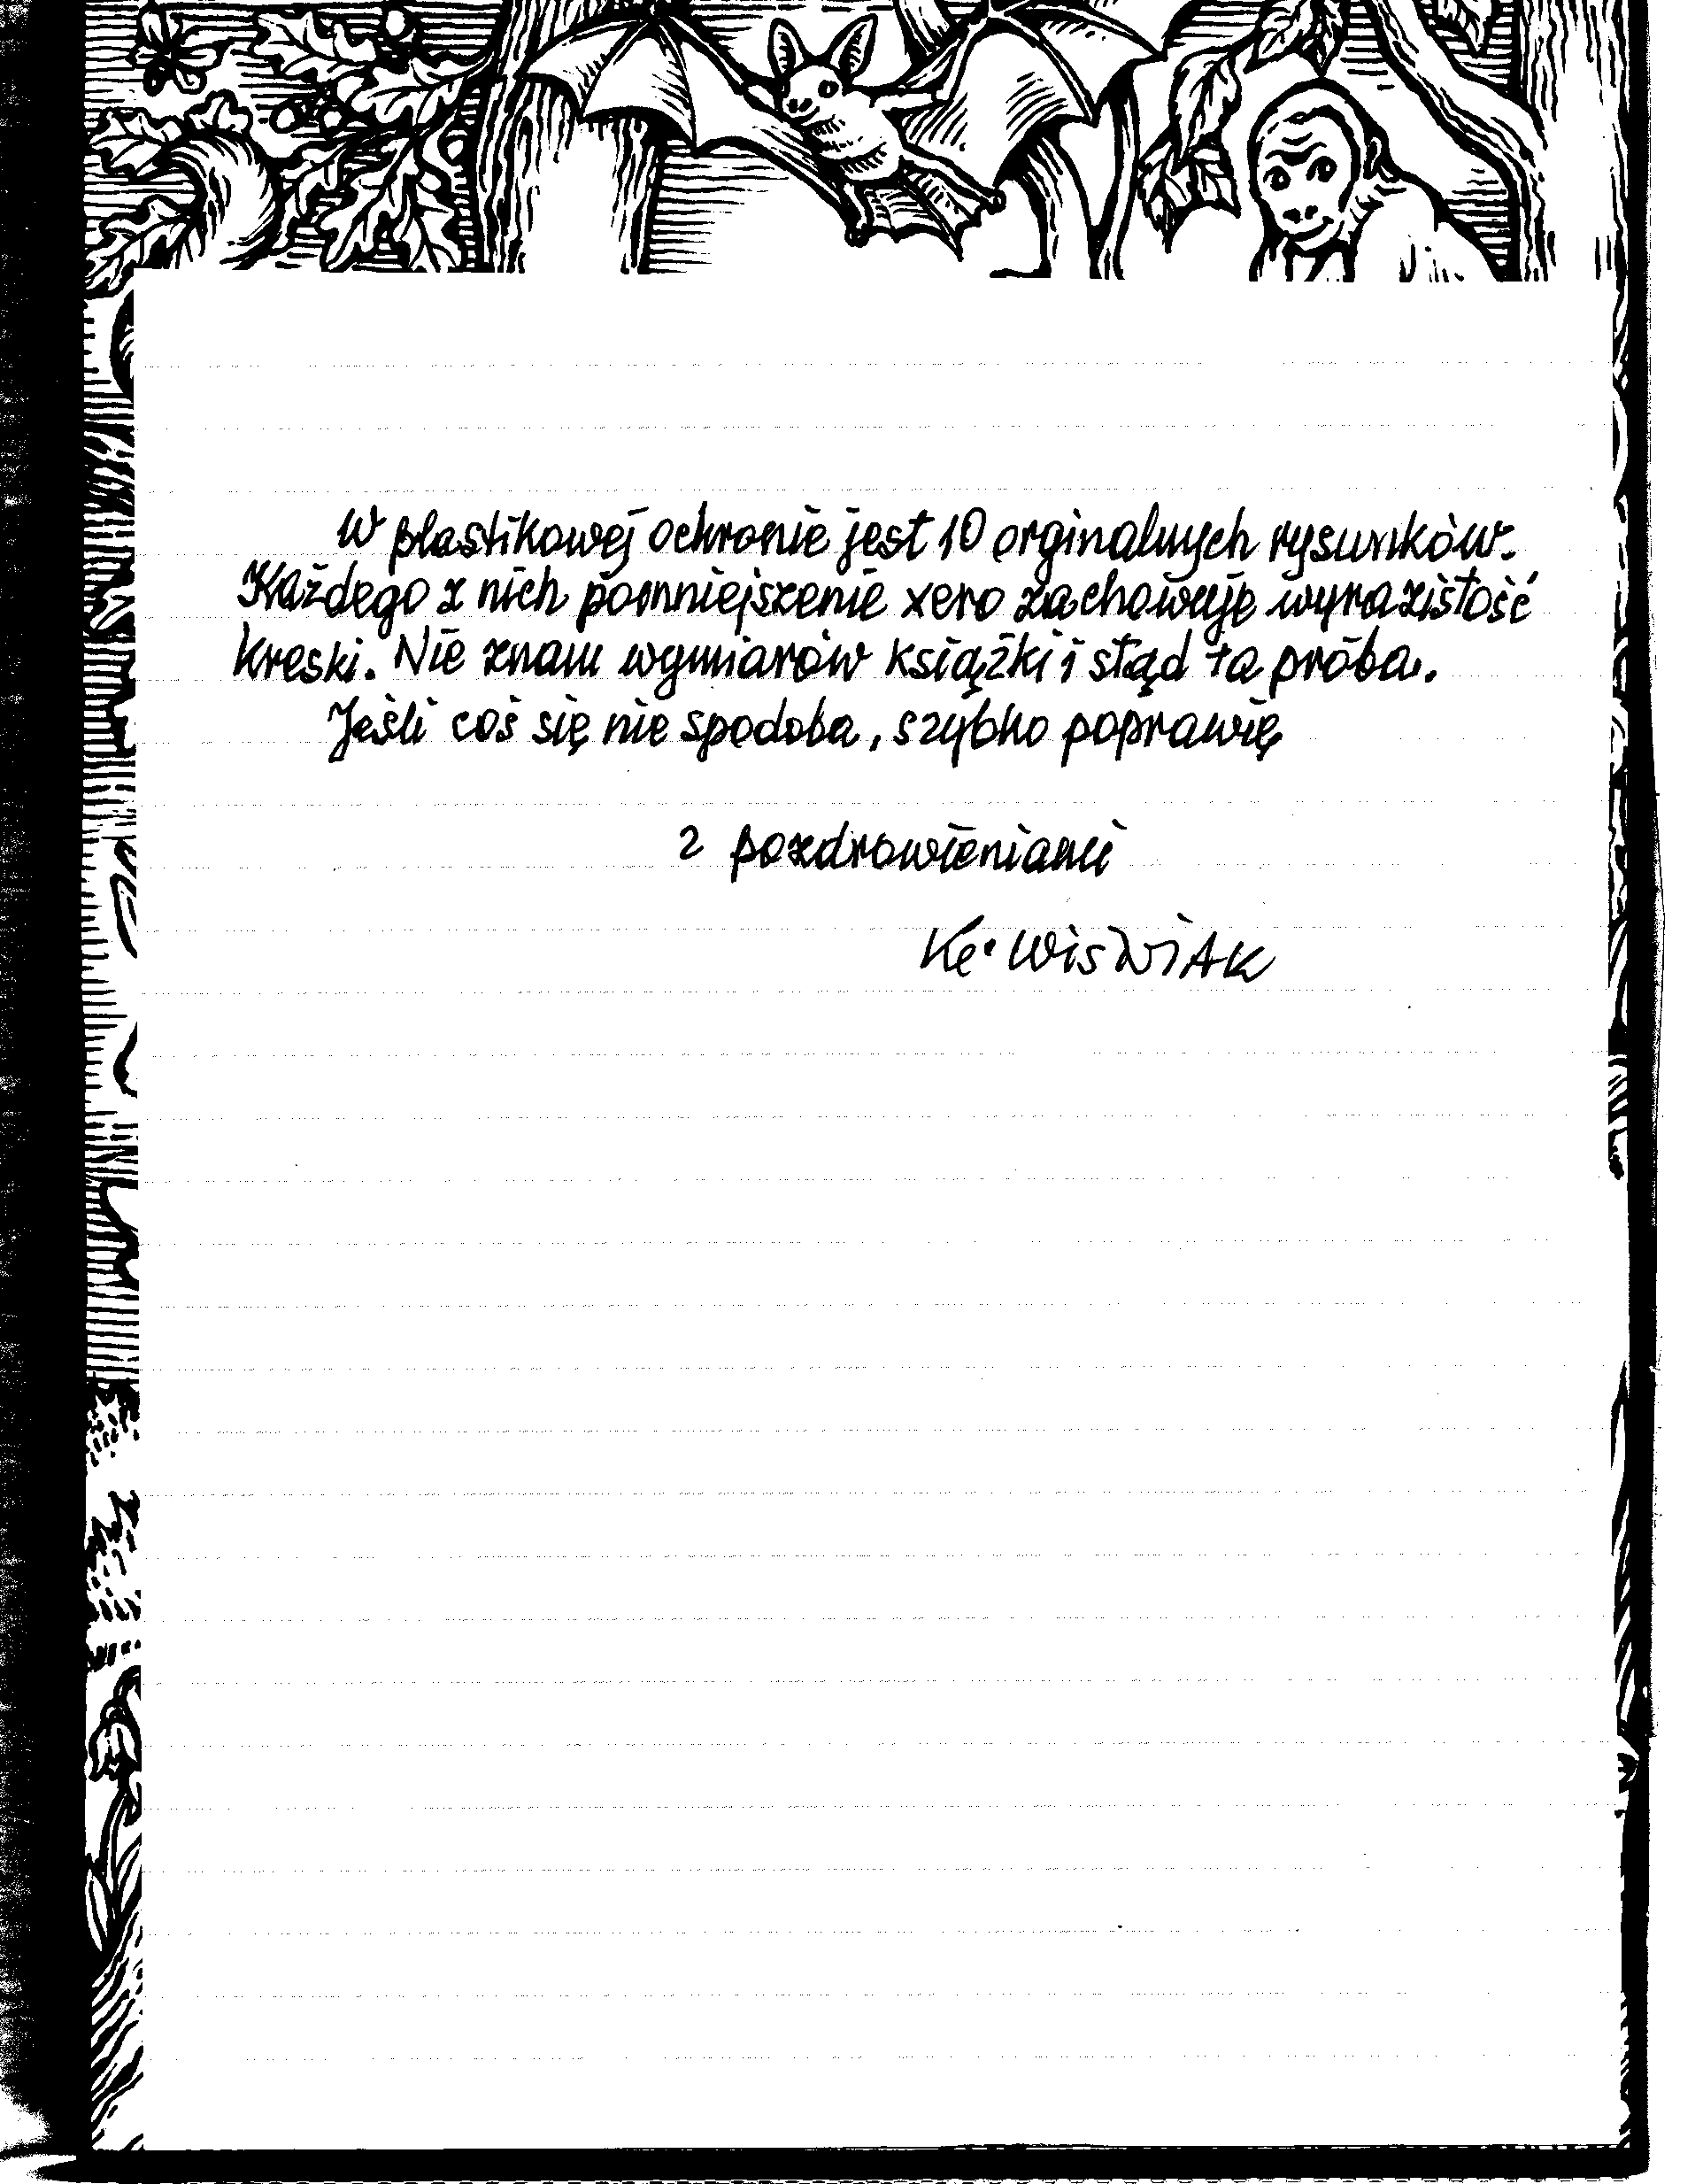 W plastikowej ochronie jest 10 orginalnych rysunków.
Każdego z nich pomniejszenie xero zachowuje wyrazistość
kreski. Nie znam wymiarów książki i stąd ta próba.
Jeśli coś się nie spodoba, szybko poprawię
z pozdrowieniami
WiśNiAK